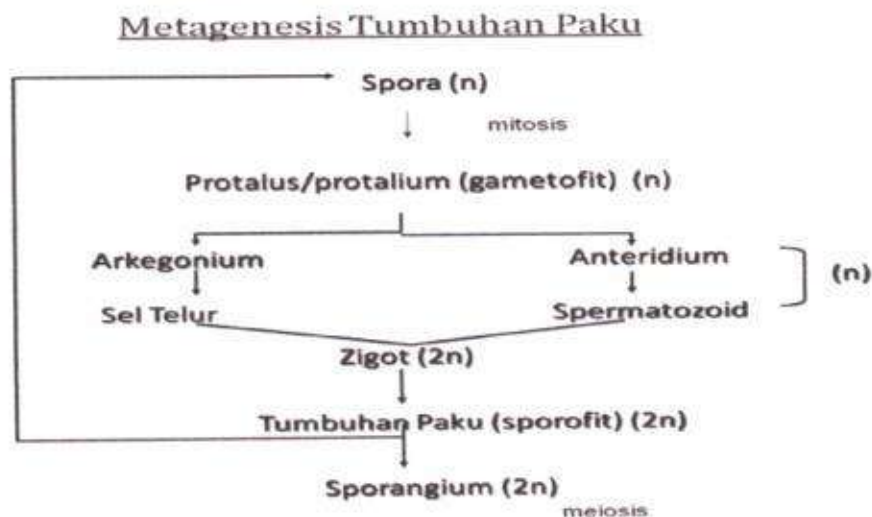 Metagenesis Tumbuhan Paku
Spora (n)
mitosis
Protalus/protalium (gametofit) (n)
Arkegonium
Anteridium
(n)
Sel Telur
Spermatozoid
Zigot (2n)
Tumbuhan Paku (sporofit) (2n)
Sporangium (2n)
meiosis